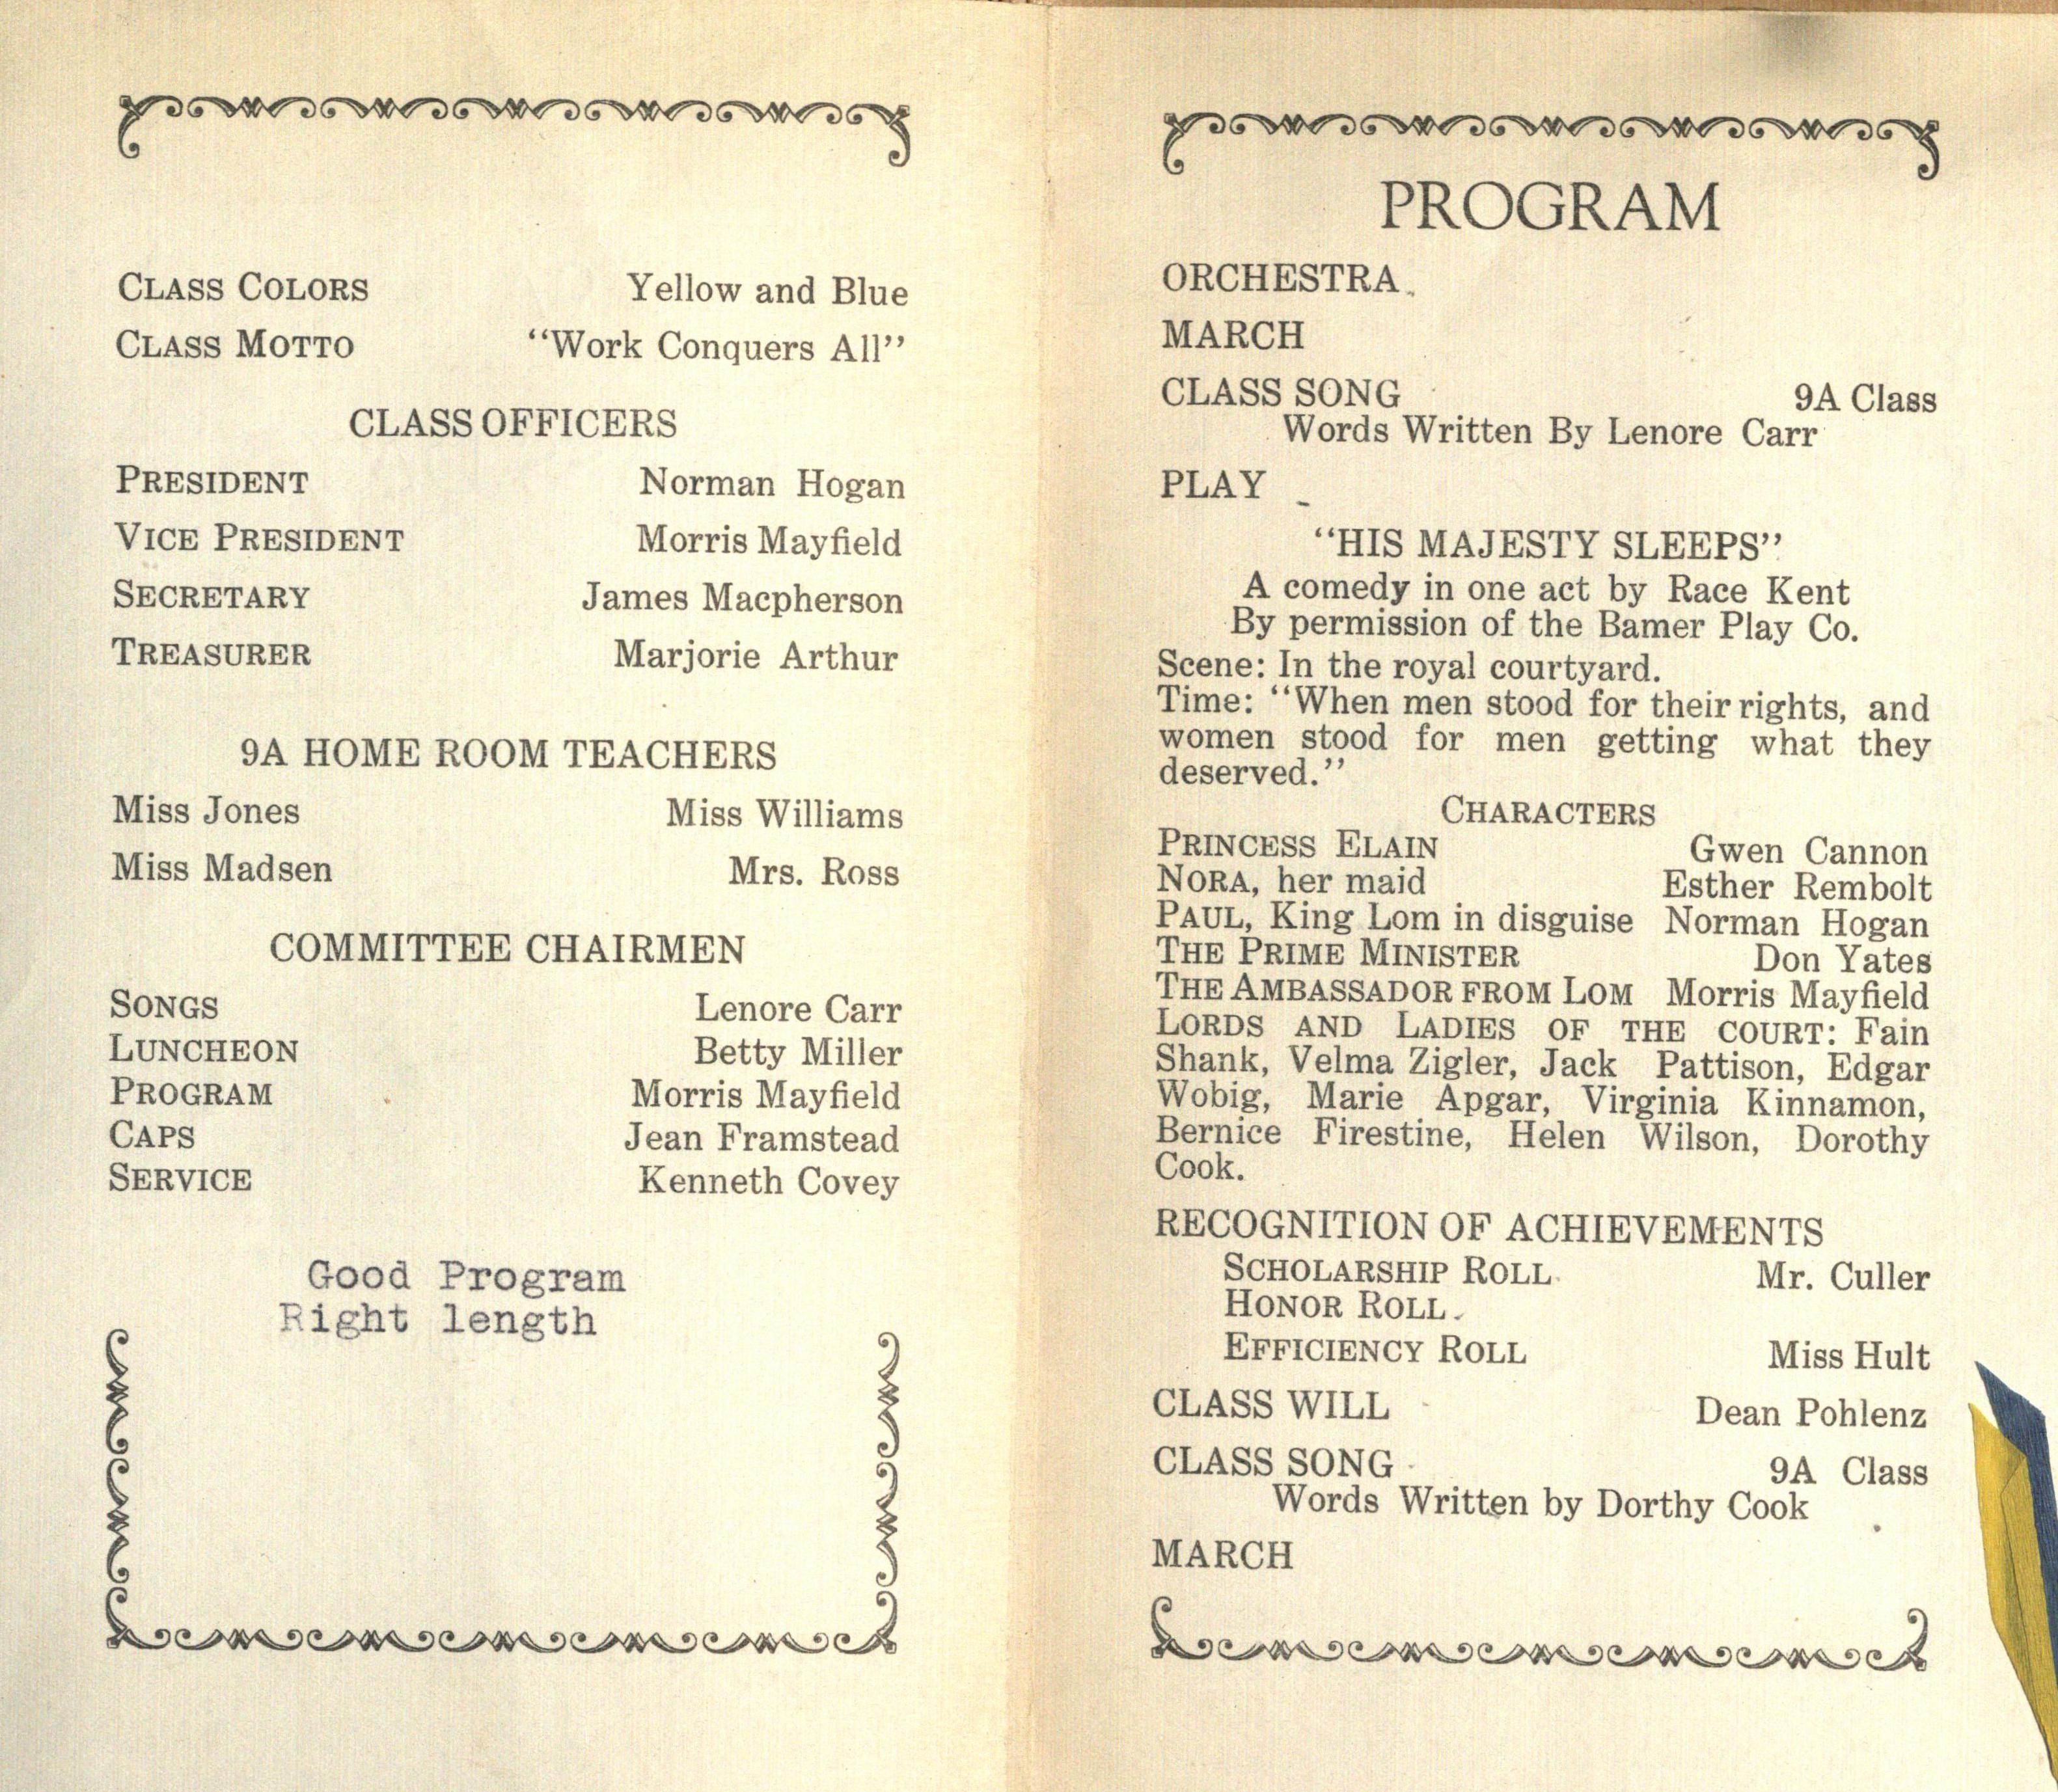 CLASS COLORS Yellow and Blue
CLASS MOTTO “Work Conquers All”
CLASS OFFICERS
PRESIDENT Norman Hogan
VICE PRESIDENT Morris Mayfield
SECRETARY James Macpherson
TREASURER Marjorie Arthur
9A HOME ROOM TEACHERS
Miss Jones Miss Williams
Miss Madsen Mrs. Ross
COMMITTEE CHAIRMEN
SONGS Lenore Carr
LUNCHEON Betty Miller
PROGRAM Morris Mayfield
CAPS Jean Framstead
SERVICE Kenneth Covey
Good Program
Right length
PROGRAM
ORCHESTRA
MARCH
CLASS SONG 9A Class
Words Written By Lenore Carr
PLAY
“HIS MAJESTY SLEEPS”
A comedy in one act by Race Kent
By permission of the Bamer Play Co.
Scene: In the royal courtyard.
Time: “When men stood for their rights, and
women stood for men getting what they
deserved.”
CHARACTERS
PRINCESS ELAIN Gwen Cannon
NORA, her maid Esther Rembolt
PAUL, King Lom in disguise Norman Hogan
THE PRIME MINISTER Don Yates
THE AMBASSADOR FROM LOM Morris Mayfield
LORDS AND LADIES OF THE COURT: Fain
Shank, Velma Zigler, Jack Pattison, Edgar
Wobig, Marie Apgar, Virginia Kinnamon,
Bernice Firestine, Helen Wilson, Dorothy
Cook.
RECOGNITION OF ACHIEVEMENTS
SCHOLARSHIP ROLL Mr. Culler
HONOR ROLL
EFFICIENCY ROLL Miss Hult
CLASS WILL Dean Pohlenz
CLASS SONG 9A Class
Words Written by Dorthy Cook
MARCH